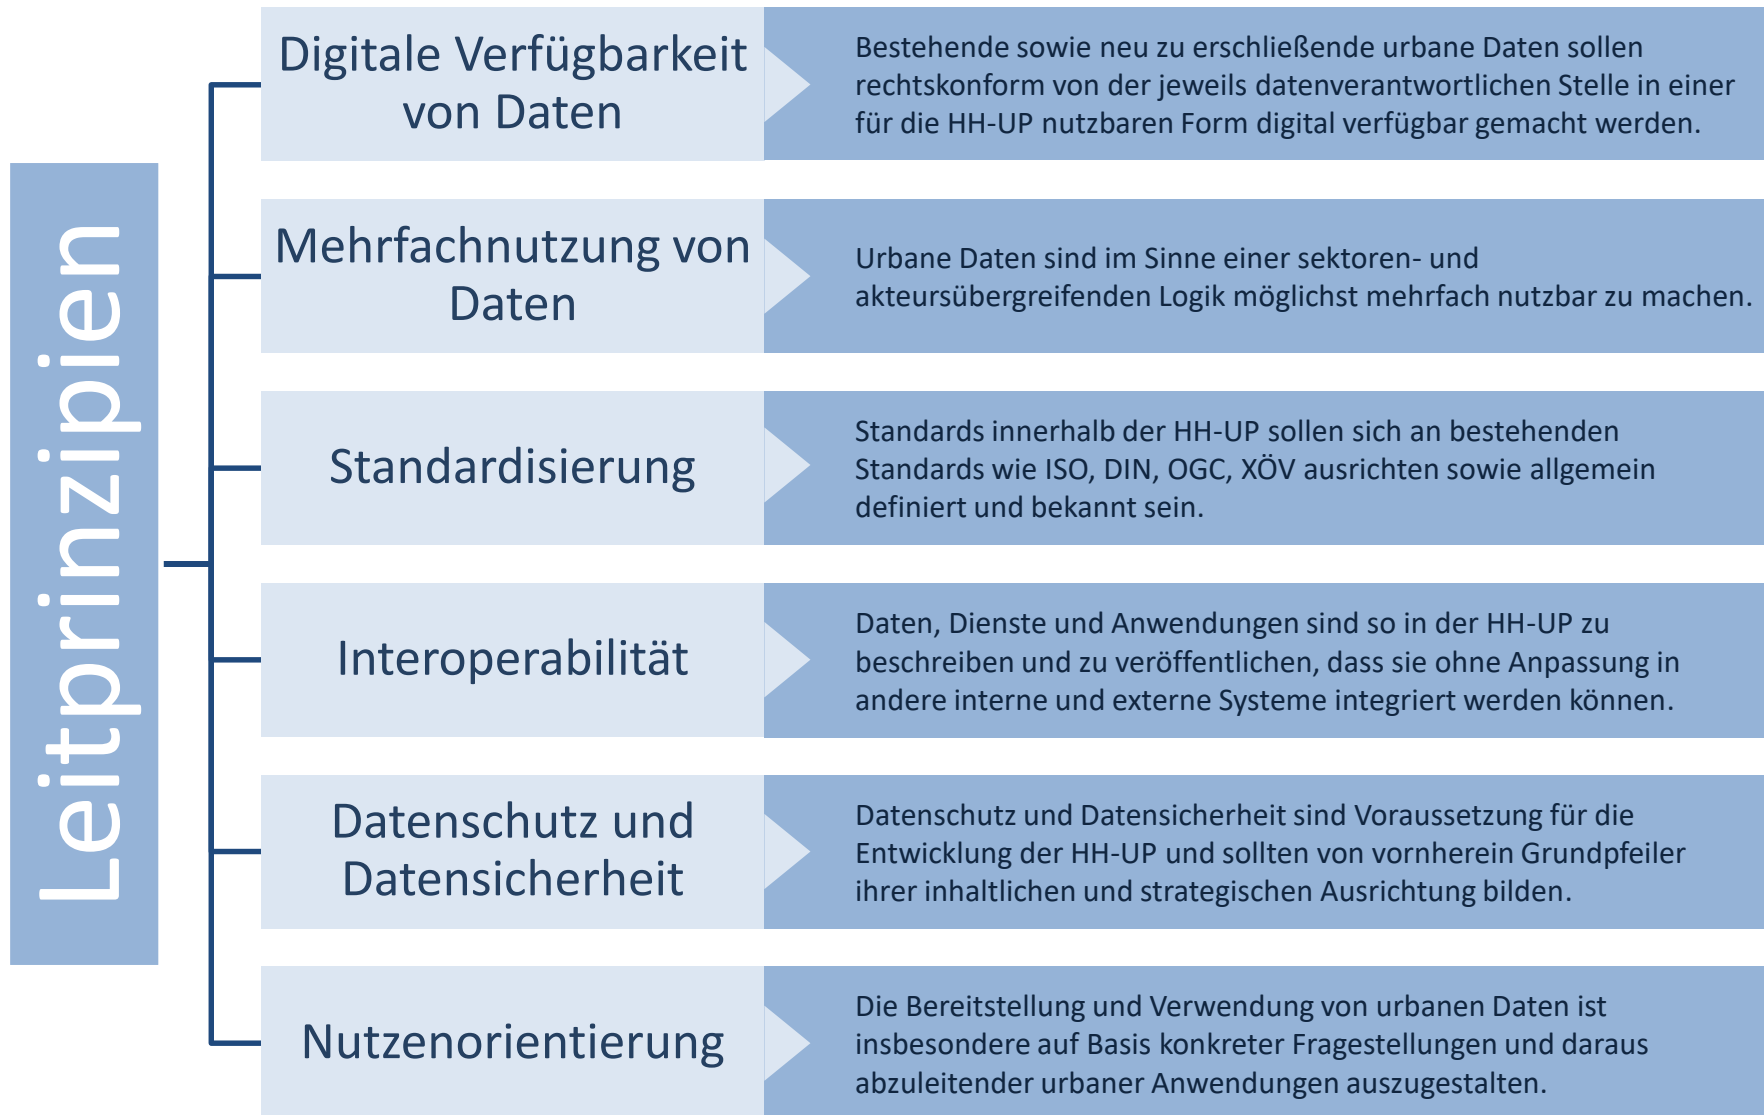 Leitprinzipien
Digitale Verfügbarkeit
von Daten
Bestehende sowie neu zu erschließende urbane Daten sollen
rechtskonform von der jeweils datenverantwortlichen Stelle in einer
für die HH-UP nutzbaren Form digital verfügbar gemacht werden.
Mehrfachnutzung von
Daten
Urbane Daten sind im Sinne einer sektoren- und
akteursübergreifenden Logik möglichst mehrfach nutzbar zu machen.
Standardisierung
Standards innerhalb der HH-UP sollen sich an bestehenden
Standards wie ISO, DIN, OGC, XÖV ausrichten sowie allgemein
definiert und bekannt sein.
Interoperabilität
Daten, Dienste und Anwendungen sind so in der HH-UP zu
beschreiben und zu veröffentlichen, dass sie ohne Anpassung in
andere interne und externe Systeme integriert werden können.
Datenschutz und
Datensicherheit
Datenschutz und Datensicherheit sind Voraussetzung für die
Entwicklung der HH-UP und sollten von vornherein Grundpfeiler
ihrer inhaltlichen und strategischen Ausrichtung bilden.
Nutzenorientierung
Die Bereitstellung und Verwendung von urbanen Daten ist
insbesondere auf Basis konkreter Fragestellungen und daraus
abzuleitender urbaner Anwendungen auszugestalten.